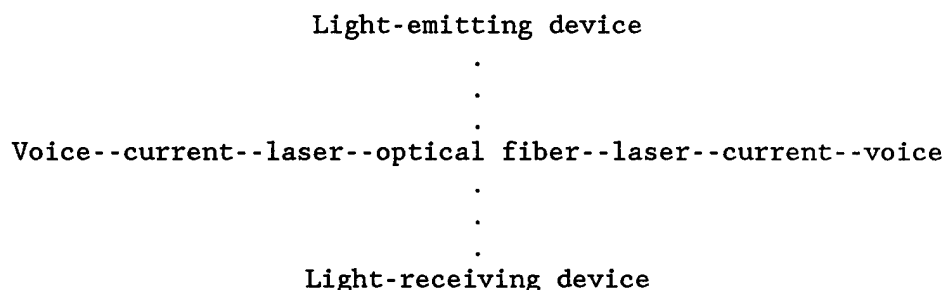 Light-emitting device
.
.
.
Voice--current--laser--optical fiber--laser--current--voice
.
.
.
Light-receiving device